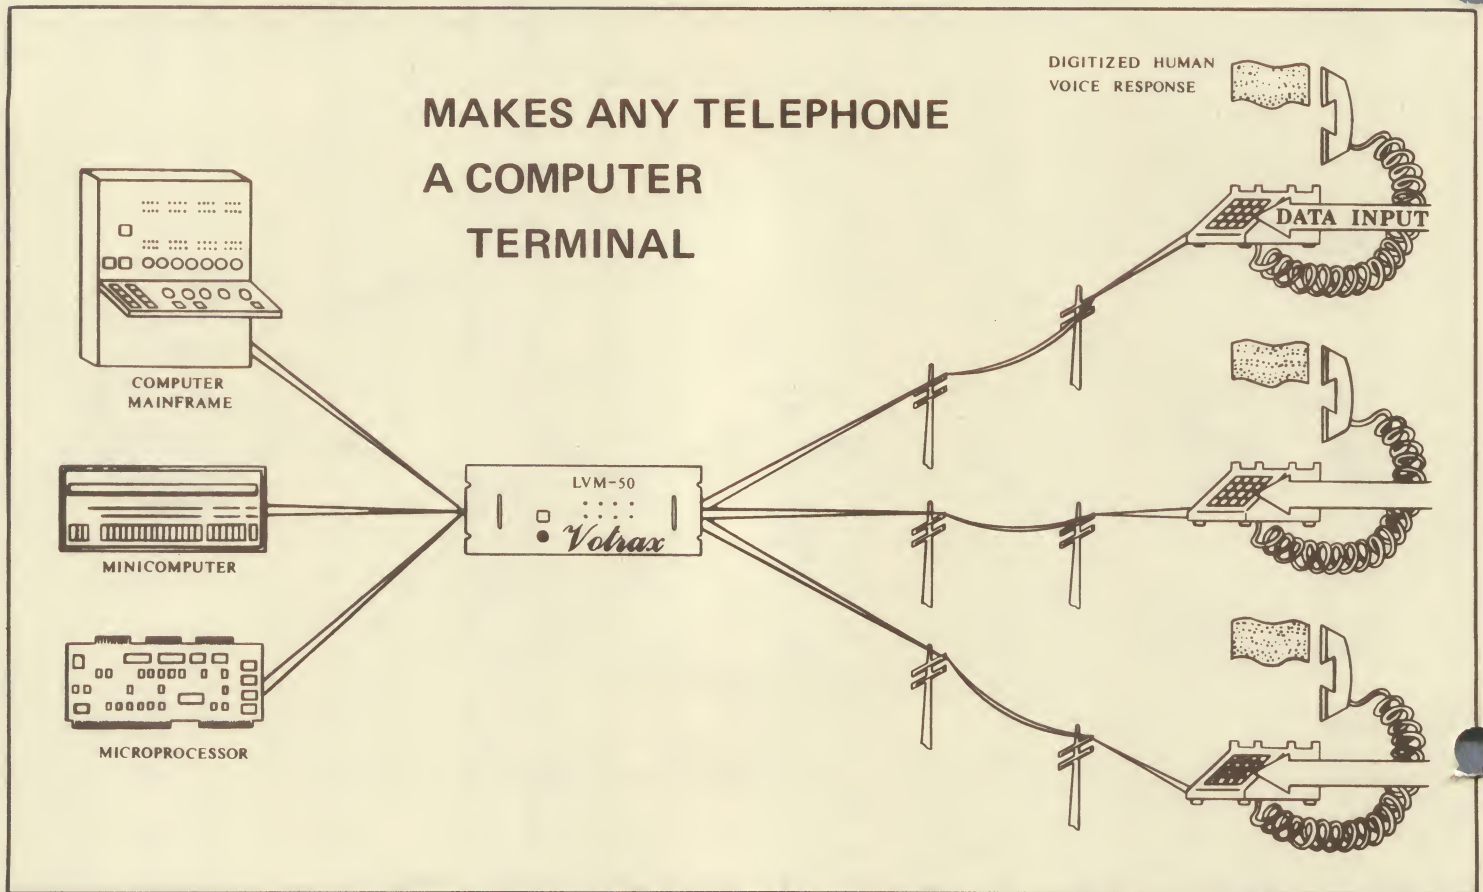 MAKES ANY TELEPHONE
A COMPUTER
TERMINAL
DIGITIZED HUMAN
VOICE RESPONSE
DATA INPUT
COMPUTER
MAINFRAME
LVM-50
Votrax
MINICOMPUTER
MICROPROCESSOR